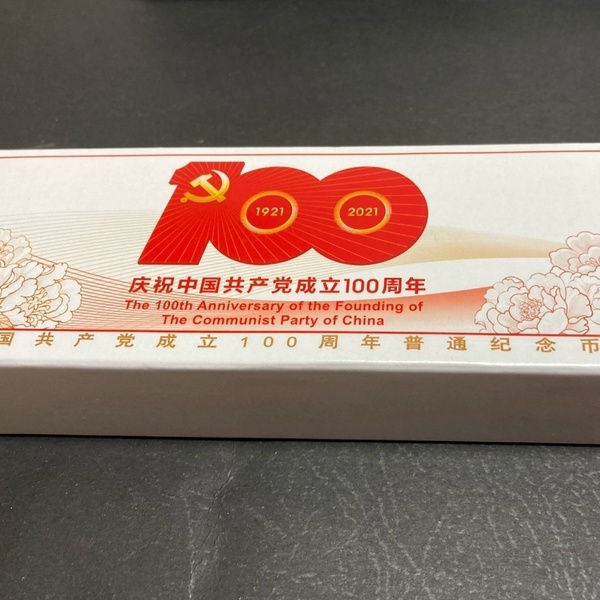 100
1921
2021
庆祝中国共产党成立100周年
The 100th Anniversary of the Founding of
The Communist Party of China
国共产党成立100周年普通纪念币